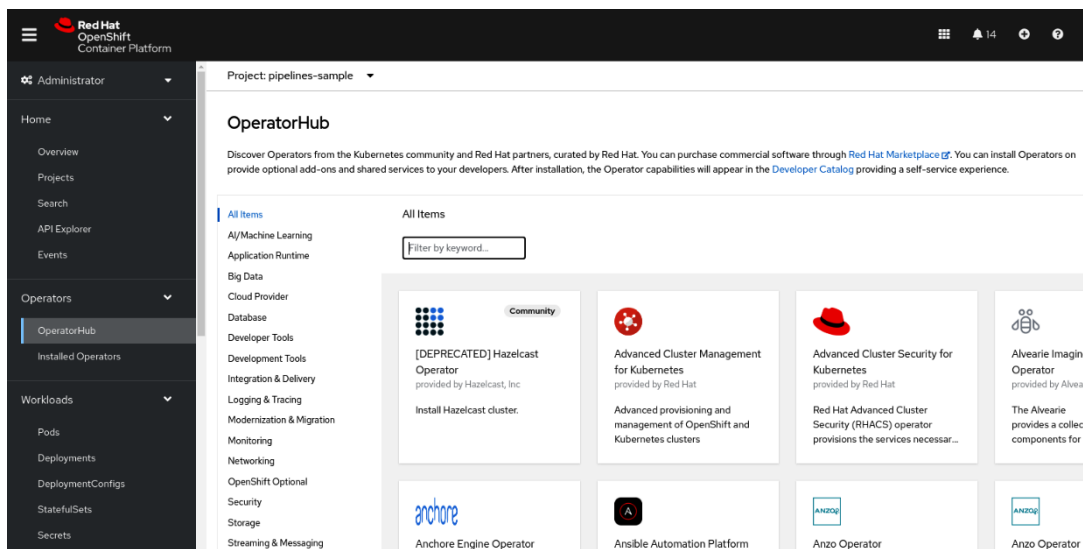 Red Hat
OpenShift
Container Platform
14
Administrator
Home
Overview
Projects
Search
API Explorer
Events
Operators
OperatorHub
Installed Operators
Workloads
Pods
Deployments
DeploymentConfigs
StatefulSets
Secrets
Project: pipelines-sample
OperatorHub
Discover Operators from the Kubernetes community and Red Hat partners, curated by Red Hat. You can purchase commercial software through Red Hat Marketplace. You can install Operators on
provide optional add-ons and shared services to your developers. After installation, the Operator capabilities will appear in the Developer Catalog providing a self-service experience.
All Items
AI/Machine Learning
Application Runtime
Big Data
Cloud Provider
Database
Developer Tools
Development Tools
Integration & Delivery
Logging & Tracing
Modernization & Migration
Monitoring
Networking
OpenShift Optional
Security
Storage
Streaming & Messaging
All Items
Filter by keyword...
Community
[DEPRECATED] Hazelcast
Operator
provided by Hazelcast, Inc
Install Hazelcast cluster.
Advanced Cluster Management
for Kubernetes
provided by Red Hat
Advanced provisioning and
management of OpenShift and
Kubernetes clusters
Advanced Cluster Security for
Kubernetes
provided by Red Hat
Red Hat Advanced Cluster
Security (RHACS) operator
provisions the services necessar...
Alvearie Imagin
Operator
provided by Alvea
The Alvearie
provides a collec
components for
anchore
Anchore Engine Operator
A
Ansible Automation Platform
ANZO
Anzo Operator
ANZO
Anzo Operator